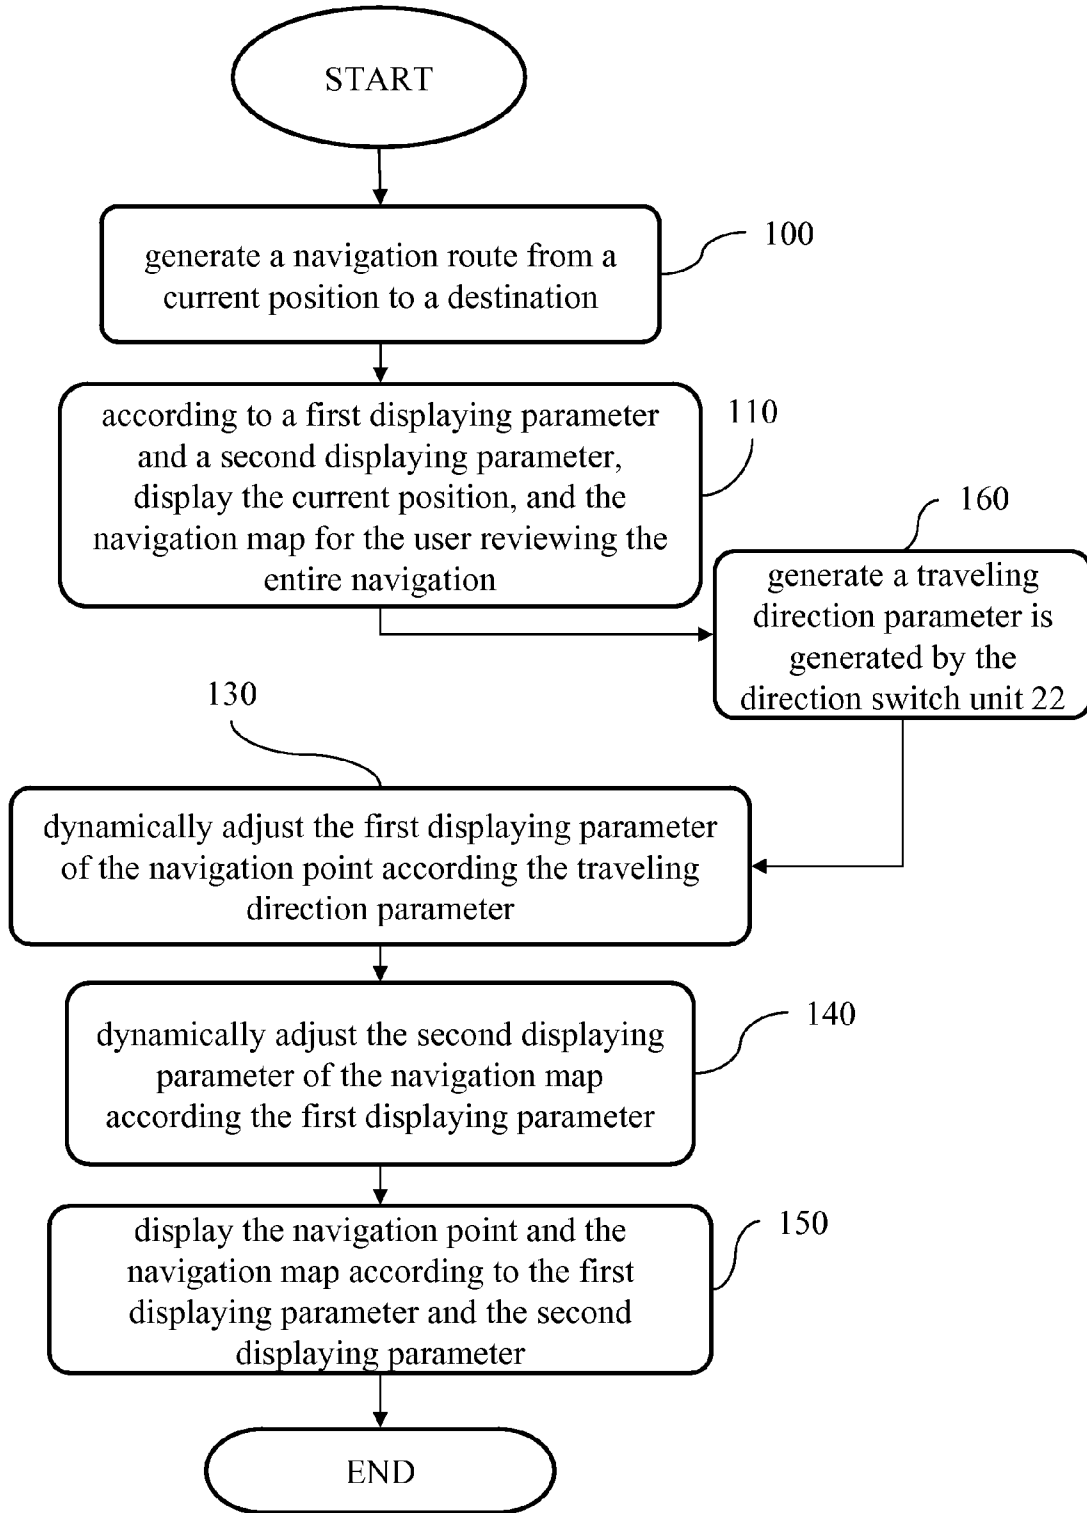 START
generate a navigation route from a
current position to a destination
100
according to a first displaying parameter
and a second displaying parameter,
display the current position, and the
navigation map for the user reviewing the
entire navigation
110
160
generate a traveling
direction parameter is
generated by the
direction switch unit 22
130
dynamically adjust the first displaying parameter
of the navigation point according the traveling
direction parameter
dynamically adjust the second displaying
parameter of the navigation map
according the first displaying parameter
140
display the navigation point and the
navigation map according to the first
displaying parameter and the second
displaying parameter
150
END